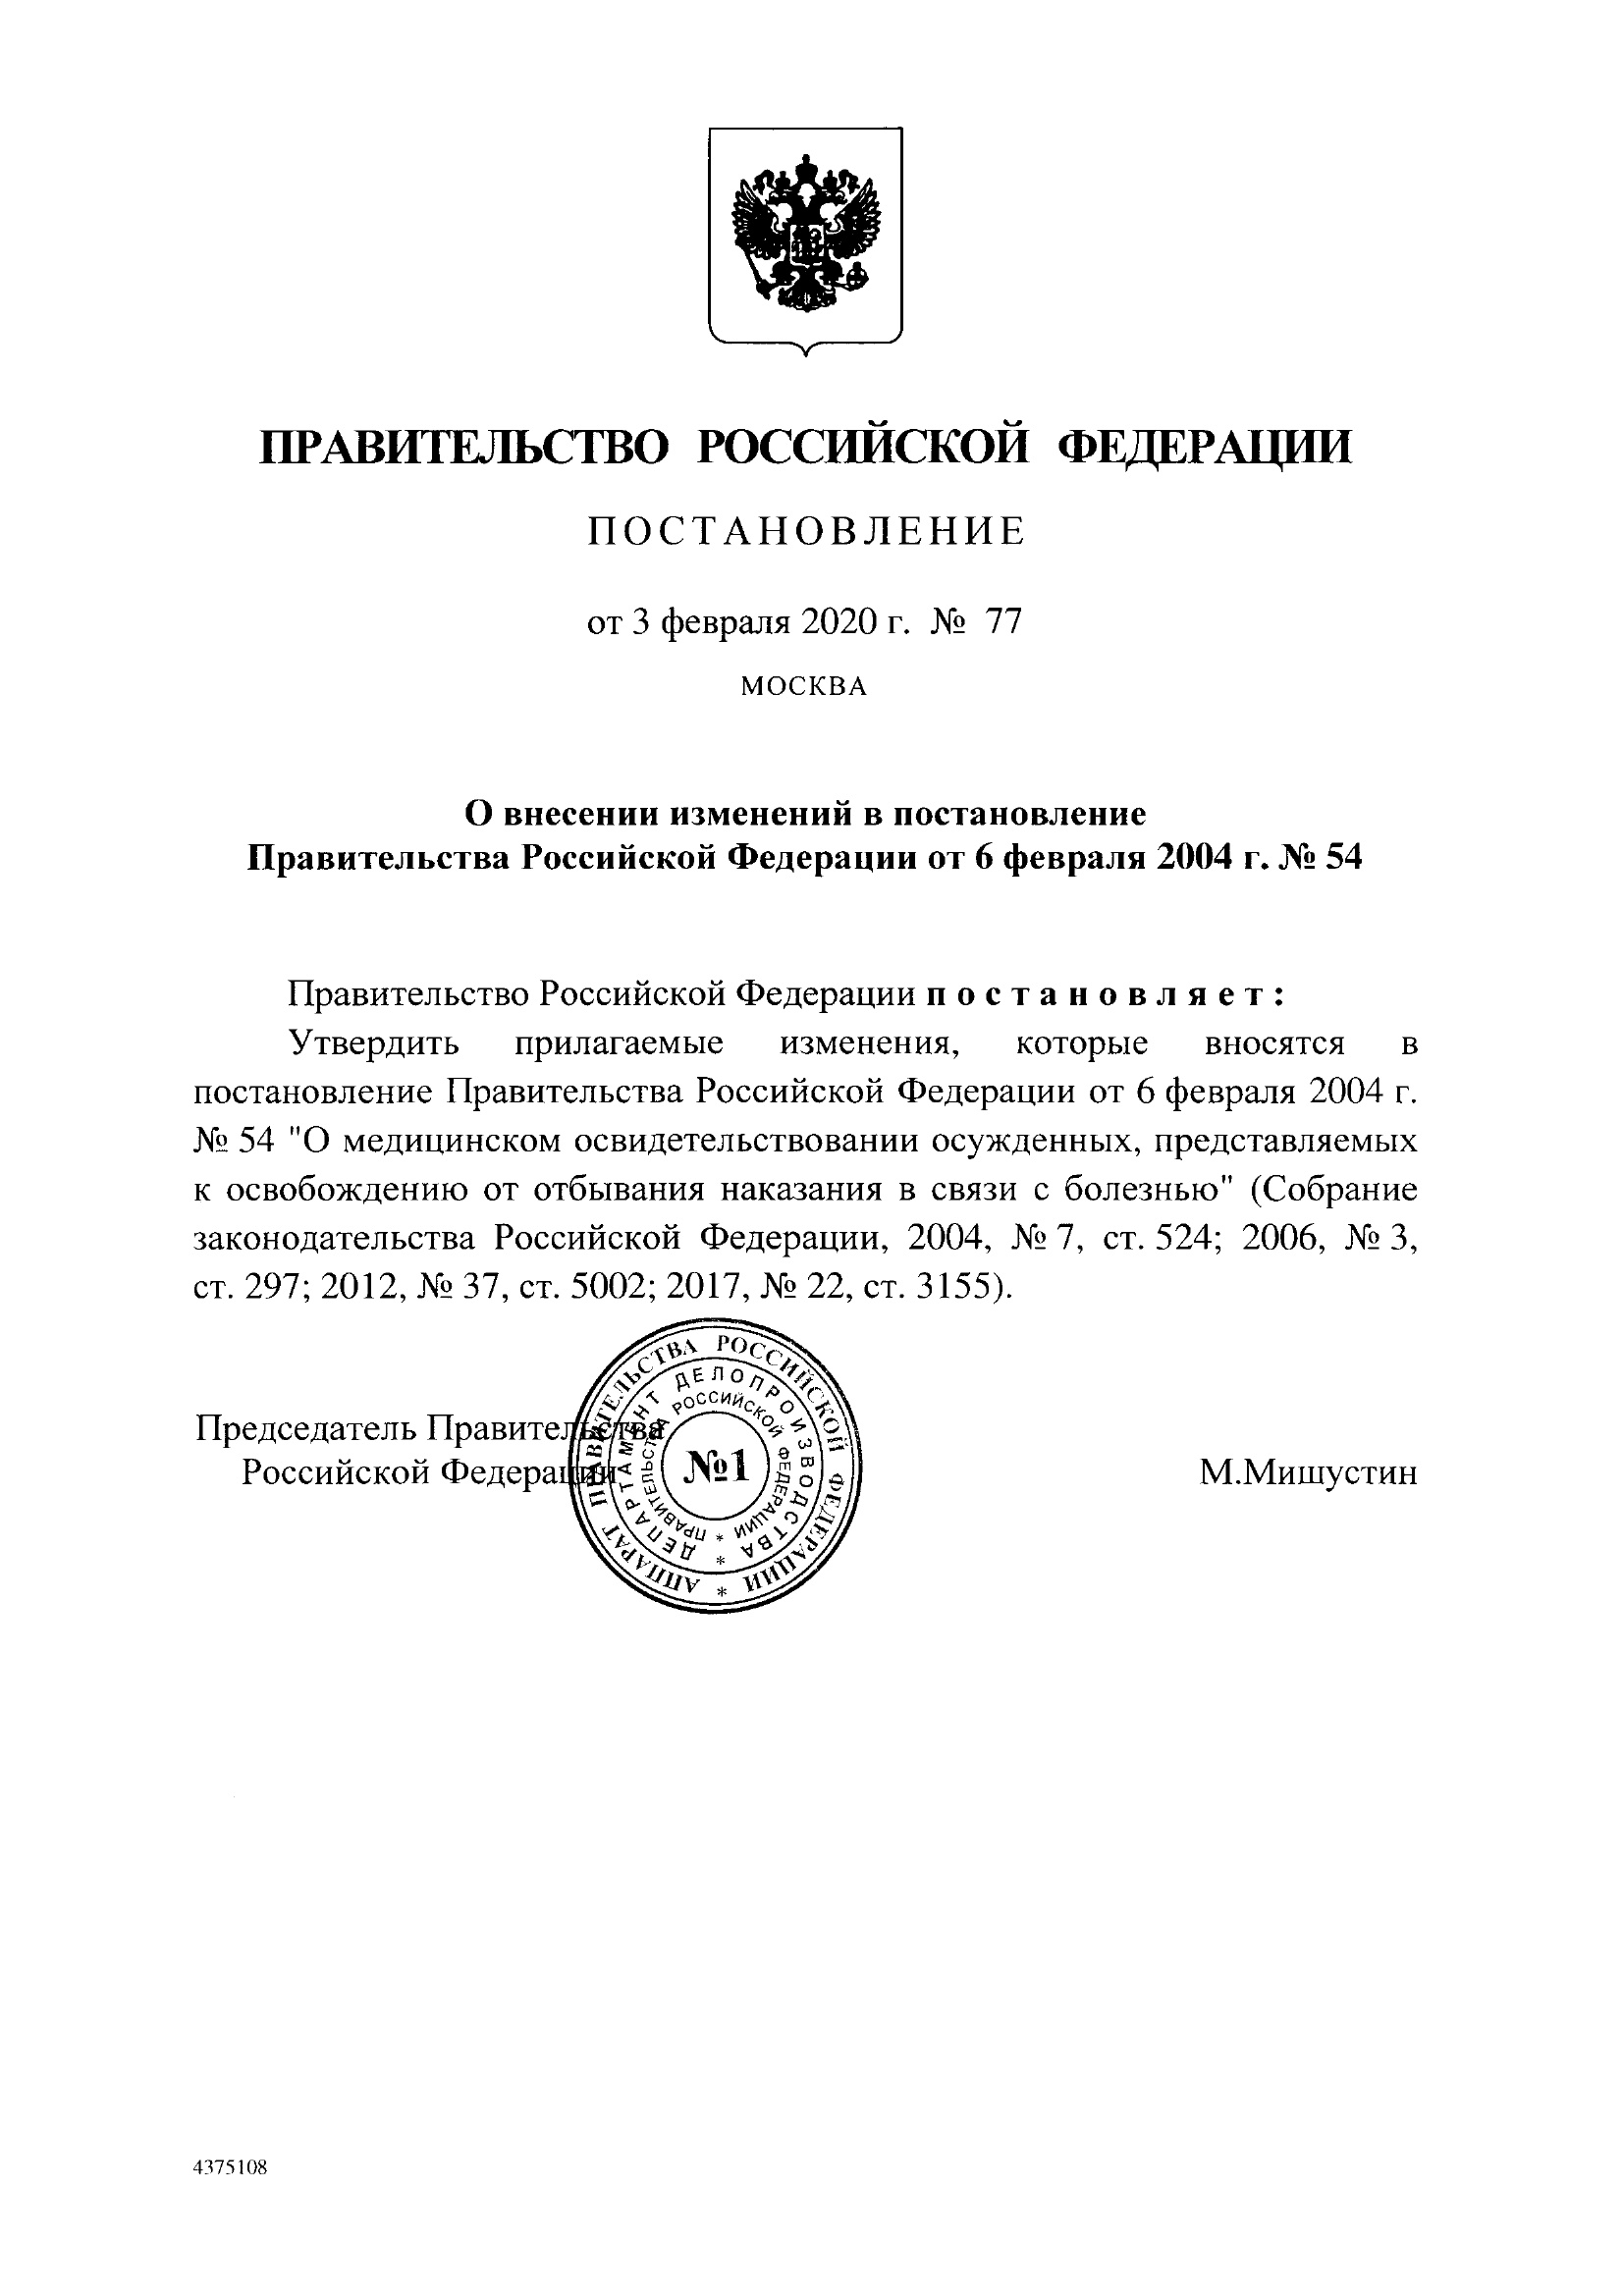 ПРАВИТЕЛЬСТВО РОССИЙСКОЙ ФЕДЕРАЦИИ
ПОСТАНОВЛЕНИЕ
от 3 февраля 2020 г. № 77
МОСКВА
О внесении изменений в постановление
Правительства Российской Федерации от 6 февраля 2004 г. № 54
Правительство Российской Федерации постановляет:
Утвердить прилагаемые изменения, которые вносятся в
постановление Правительства Российской Федерации от 6 февраля 2004 г.
№ 54 "О медицинском освидетельствовании осужденных, представляемых
к освобождению от отбывания наказания в связи с болезнью" (Собрание
законодательства Российской Федерации, 2004, № 7, ст. 524; 2006, № 3,
ст. 297; 2012, № 37, ст. 5002; 2017, № 22, ст. 3155).
Председатель Правительства
Российской Федерации
М.Мишустин
АППАРАТ ПРАВИТЕЛЬСТВА РОССИЙСКОЙ ФЕДЕРАЦИИ *
ДЕПАРТАМЕНТ ДЕЛОПРОИЗВОДСТВА *
ПРАВИТЕЛЬСТВА РОССИЙСКОЙ ФЕДЕРАЦИИ *
№1
4375108